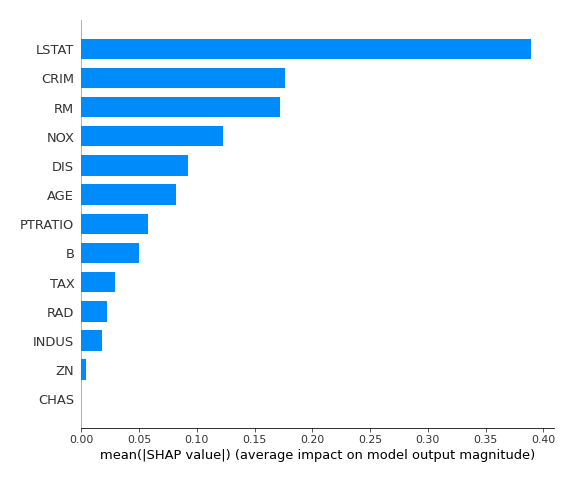 LSTAT
CRIM
RM
NOX
DIS
AGE
PTRATIO
B
TAX
RAD
INDUS
ZN
CHAS
0.00 0.05 0.10 0.15 0.20 0.25 0.30 0.35 0.40
mean(|SHAP value|) (average impact on model output magnitude)